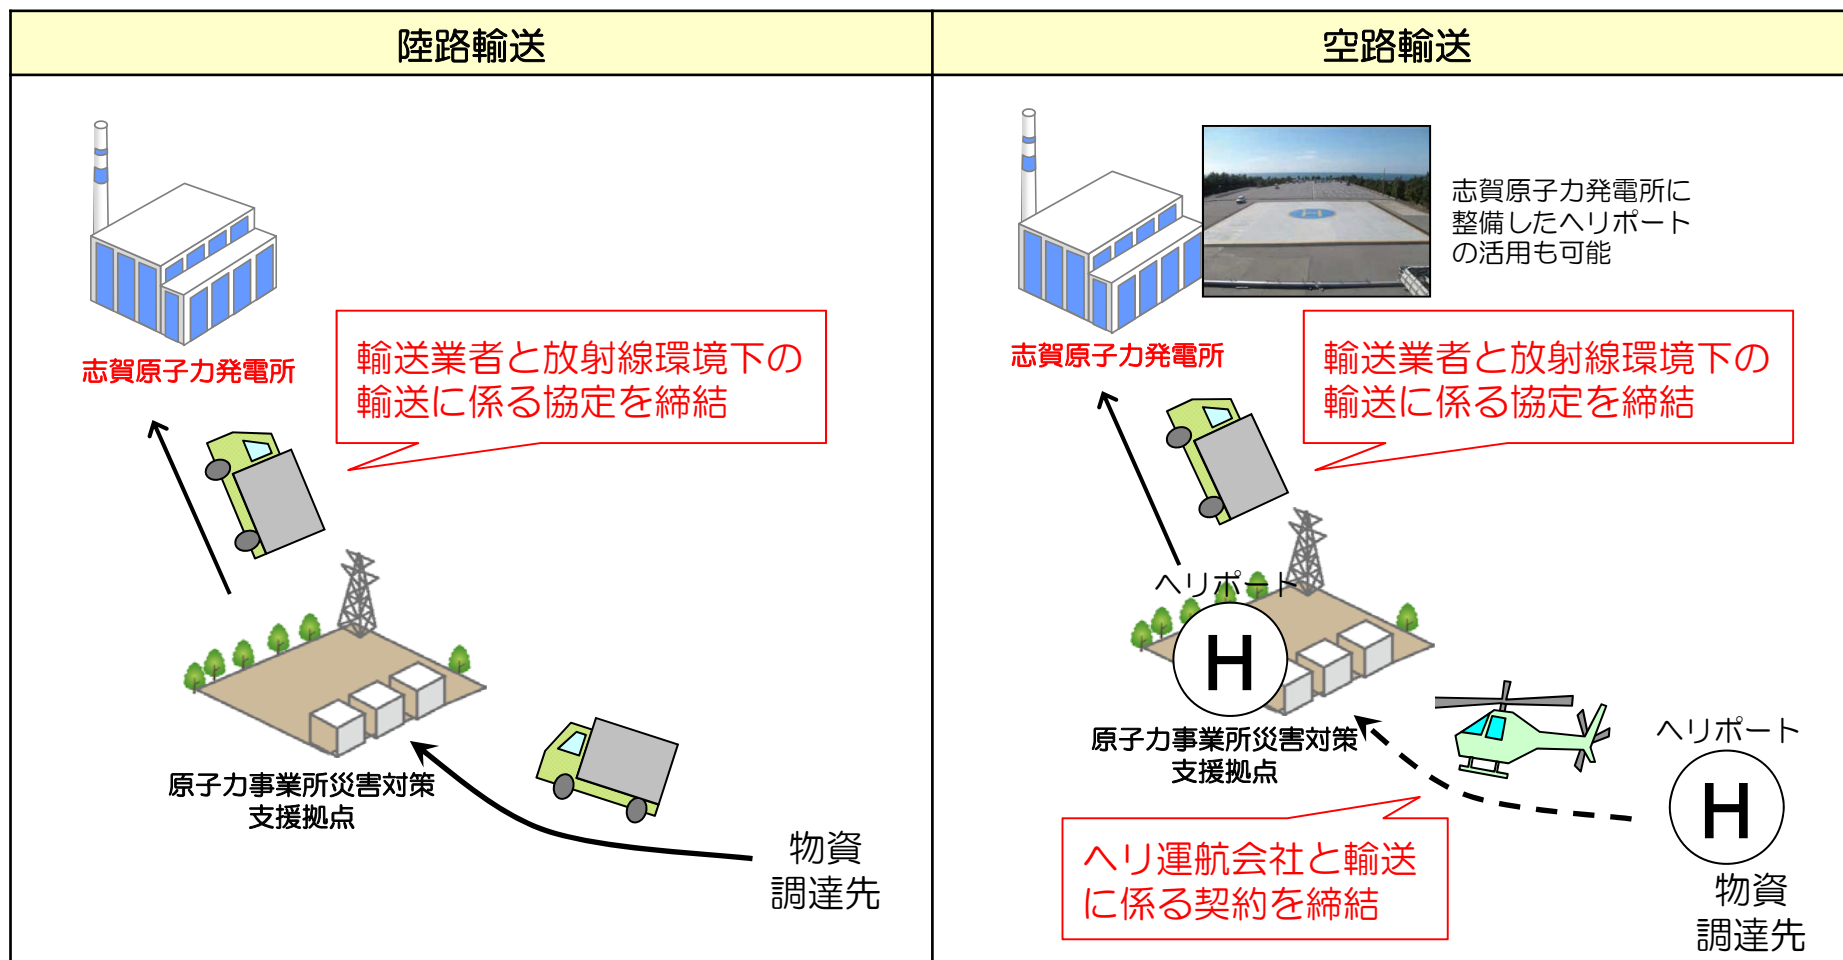 陸路輸送
志賀原子力発電所
輸送業者と放射線環境下の
輸送に係る協定を締結
原子力事業所災害対策
支援拠点
物資
調達先
空路輸送
志賀原子力発電所に
整備したヘリポート
の活用も可能
志賀原子力発電所
輸送業者と放射線環境下の
輸送に係る協定を締結
ヘリポート
H
原子力事業所災害対策
支援拠点
ヘリポート
H
物資
調達先
ヘリ運航会社と輸送
に係る契約を締結